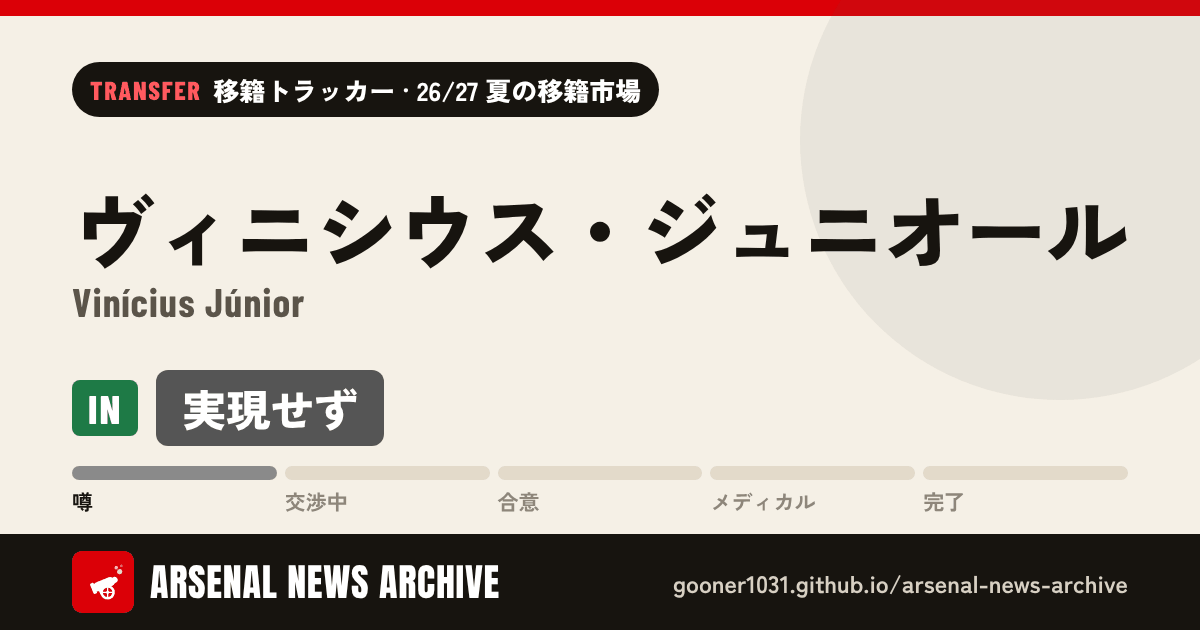 TRANSFER 移籍トラッカー · 26/27 夏の移籍市場
ヴィニシウス・ジュニオール
Vinícius Júnior
IN 実現せず
噂 交渉中 合意 メディカル 完了
ARSENAL NEWS ARCHIVE gooner1031.github.io/arsenal-news-archive